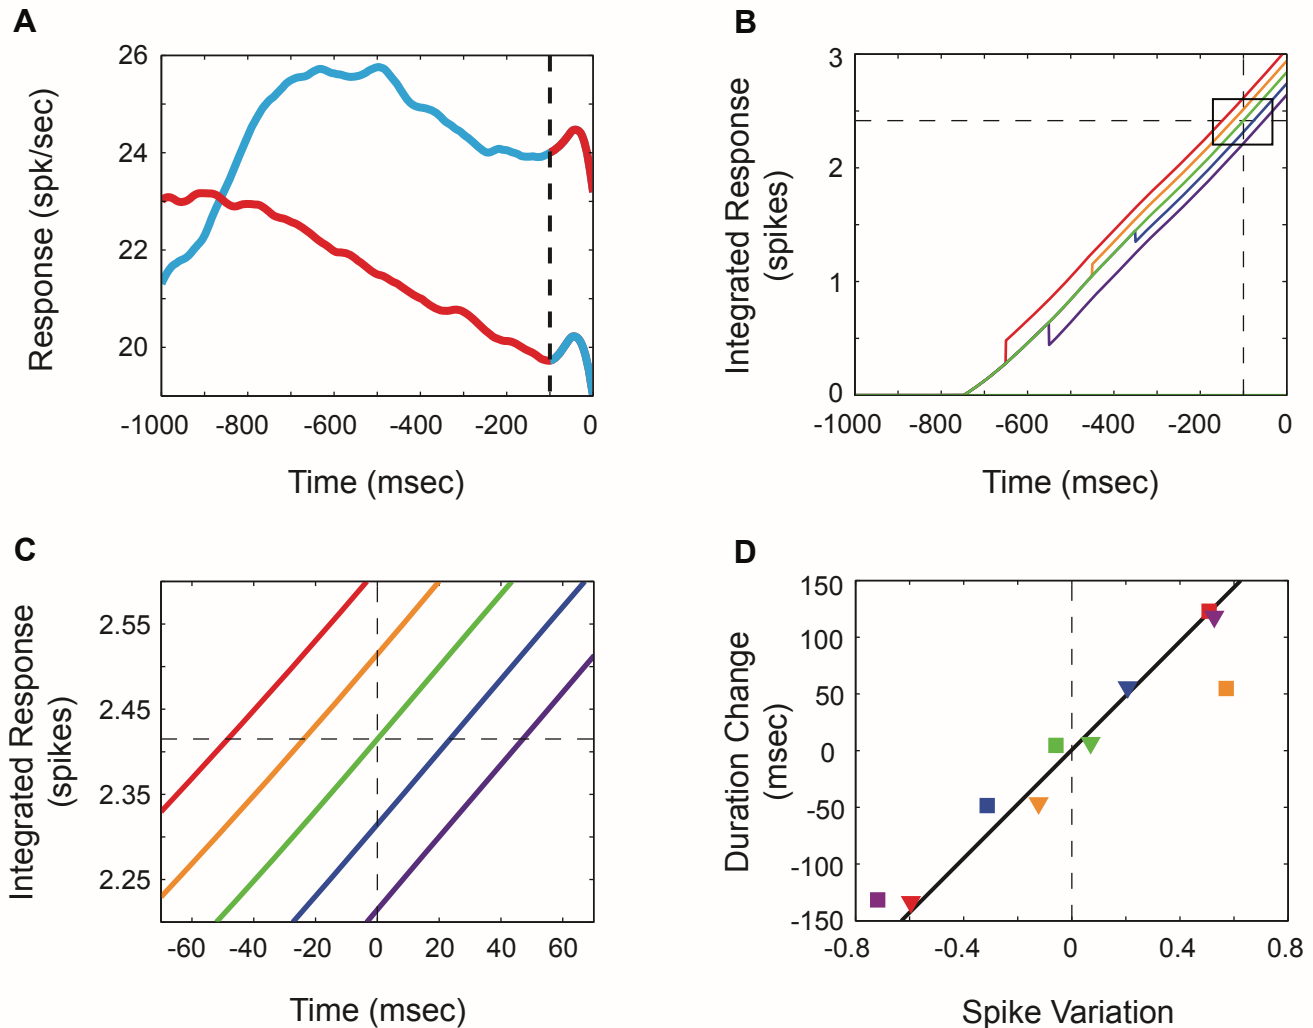 A
Response (spk/sec)
26
24
22
20
-1000 -800 -600 -400 -200 0
Time (msec)
B
Integrated Response
(spikes)
3
2
1
0
-1000 -800 -600 -400 -200 0
Time (msec)
C
Integrated Response
(spikes)
2.55
2.45
2.35
2.25
-60 -40 -20 0 20 40 60
Time (msec)
D
Duration Change
(msec)
150
100
50
0
-50
-100
-150
-0.8 -0.4 0 0.4 0.8
Spike Variation